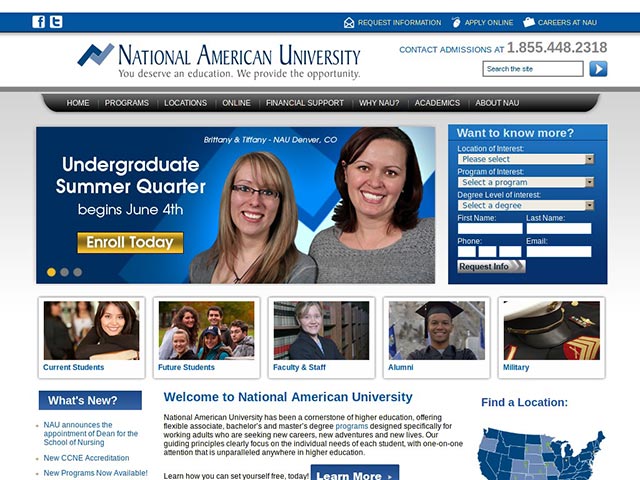 REQUEST INFORMATION
APPLY ONLINE
CAREERS AT NAU
NATIONAL AMERICAN UNIVERSITY
You deserve an education. We provide the opportunity.
CONTACT ADMISSIONS AT 1.855.448.2318
Search the site
HOME
PROGRAMS
LOCATIONS
ONLINE
FINANCIAL SUPPORT
WHY NAU?
ACADEMICS
ABOUT NAU
Brittany & Tiffany - NAU Denver, CO
Undergraduate
Summer Quarter
begins June 4th
Enroll Today
Want to know more?
Location of Interest:
Please select
Program of Interest:
Select a program
Degree Level of interest:
Select a degree
First Name:
Last Name:
Phone:
Email:
Request Info
Current Students
Future Students
Faculty & Staff
Alumni
Military
What's New?
NAU announces the
appointment of Dean for the
School of Nursing
New CCNE Accreditation
New Programs Now Available!
Welcome to National American University
National American University has been a cornerstone of higher education, offering
flexible associate, bachelor's and master's degree programs designed specifically for
working adults who are seeking new careers, new adventures and new lives. Our
guiding principles clearly focus on the individual needs of each student, with one-on-one
attention that is unparalleled anywhere in higher education.
Learn how you can set yourself free, today!
Learn More
Find a Location: